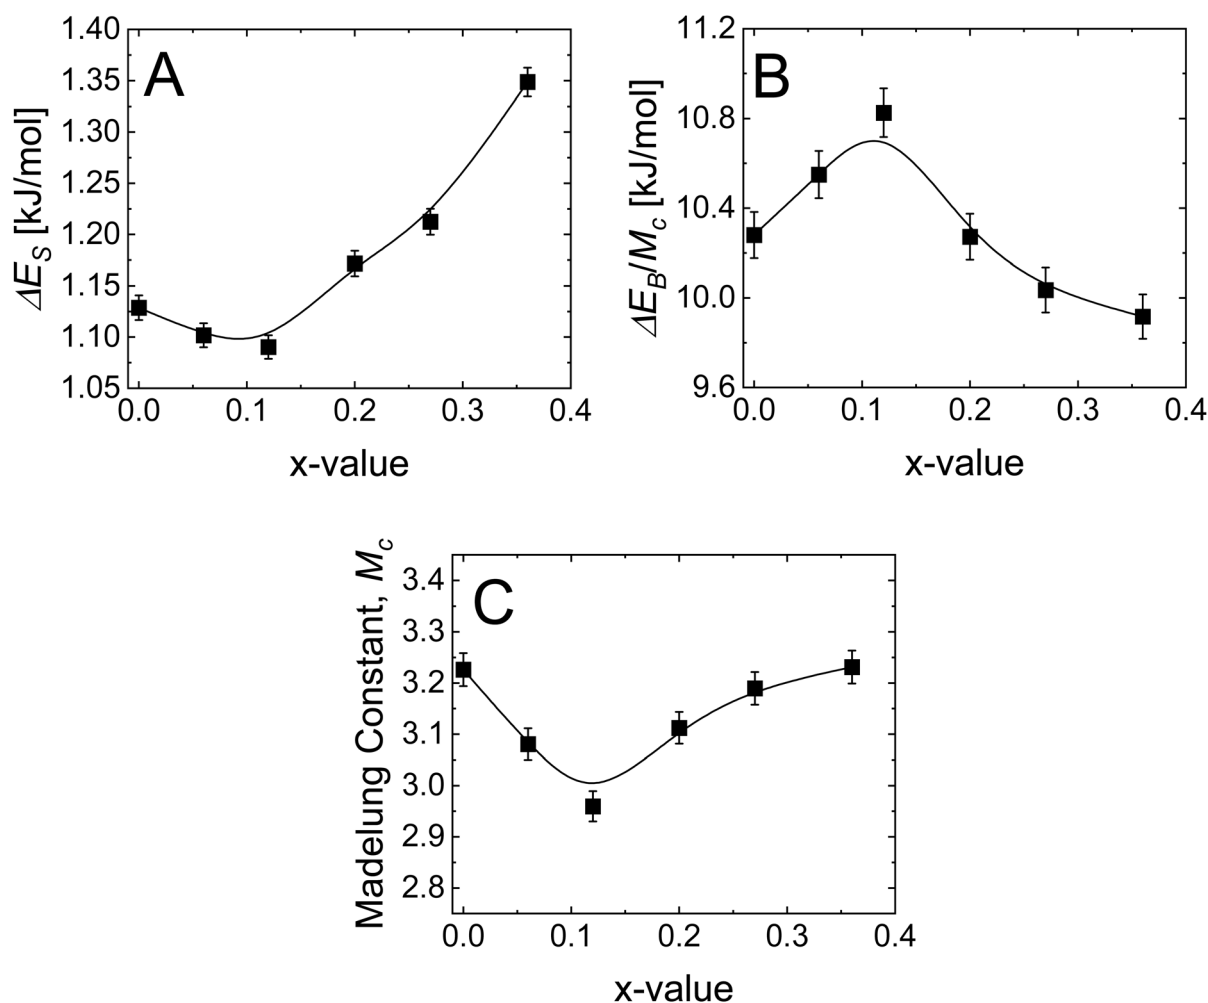 A
ΔE_S [kJ/mol]
1.40
1.35
1.30
1.25
1.20
1.15
1.10
1.05
0.0 0.1 0.2 0.3 0.4
x-value
B
ΔE_B/M_c [kJ/mol]
11.2
10.8
10.4
10.0
9.6
0.0 0.1 0.2 0.3 0.4
x-value
C
Madelung Constant, M_c
3.4
3.3
3.2
3.1
3.0
2.9
2.8
0.0 0.1 0.2 0.3 0.4
x-value